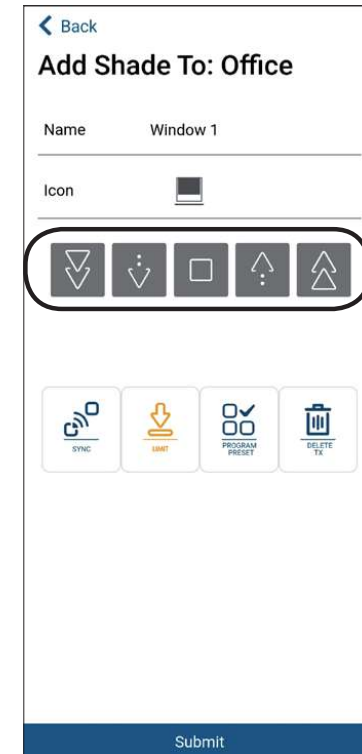 Back
Add Shade To: Office
Name Window 1
Icon
SYNC LIMIT PROGRAM PRESET DELETE TX
Submit